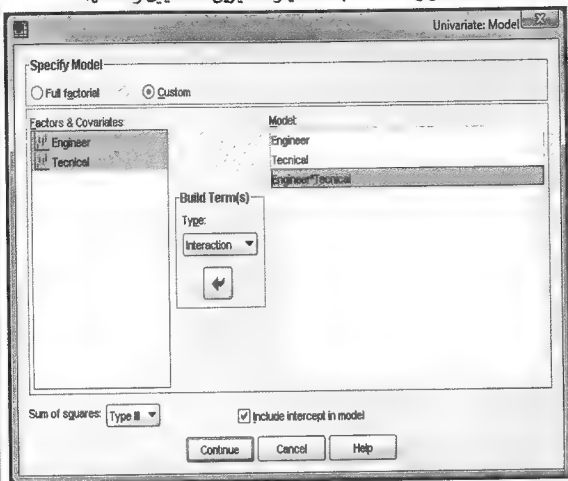 Univariate: Model
Specify Model
Full factorial
Custom
Factors & Covariates:
Model:
Engineer
Tecnical
Engineer
Tecnical
Engineer*Tecnical
Build Term(s)
Type:
Interaction
Sum of squares:
Type III
Include intercept in model
Continue
Cancel
Help